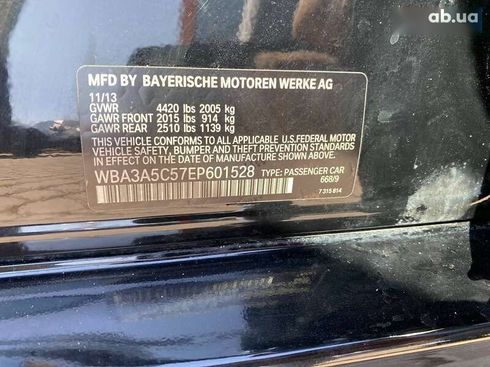 ab.ua
MFD BY BAYERISCHE MOTOREN WERKE AG
11/13
GVWR 4420 lbs 2005 kg
GAWR FRONT 2015 lbs 914 kg
GAWR REAR 2510 lbs 1139 kg
THIS VEHICLE CONFORMS TO ALL APPLICABLE U.S.FEDERAL MOTOR
VEHICLE SAFETY, BUMPER, AND THEFT PREVENTION STANDARDS
IN EFFECT ON THE DATE OF MANUFACTURE SHOWN ABOVE.
WBA3A5C57EP601528 TYPE: PASSENGER CAR
668/9
7 315 814